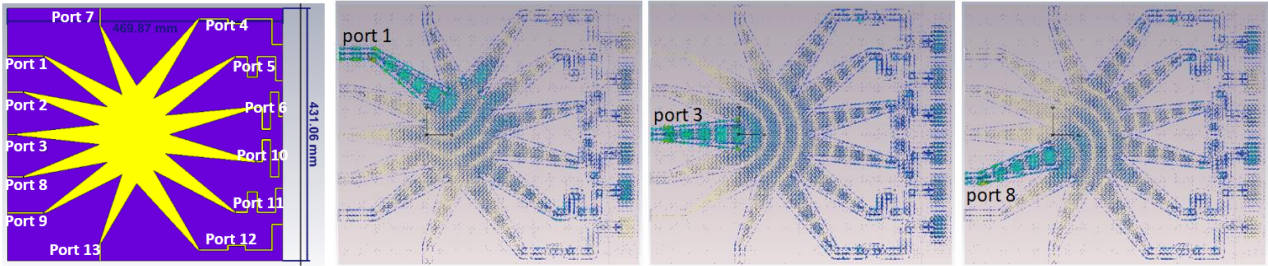 Port 7
Port 4
469.87 mm
Port 1
Port 5
Port 2
Port 6
Port 3
Port 10
Port 8
Port 11
Port 9
Port 12
Port 13
431.06 mm
port 1
port 3
port 8